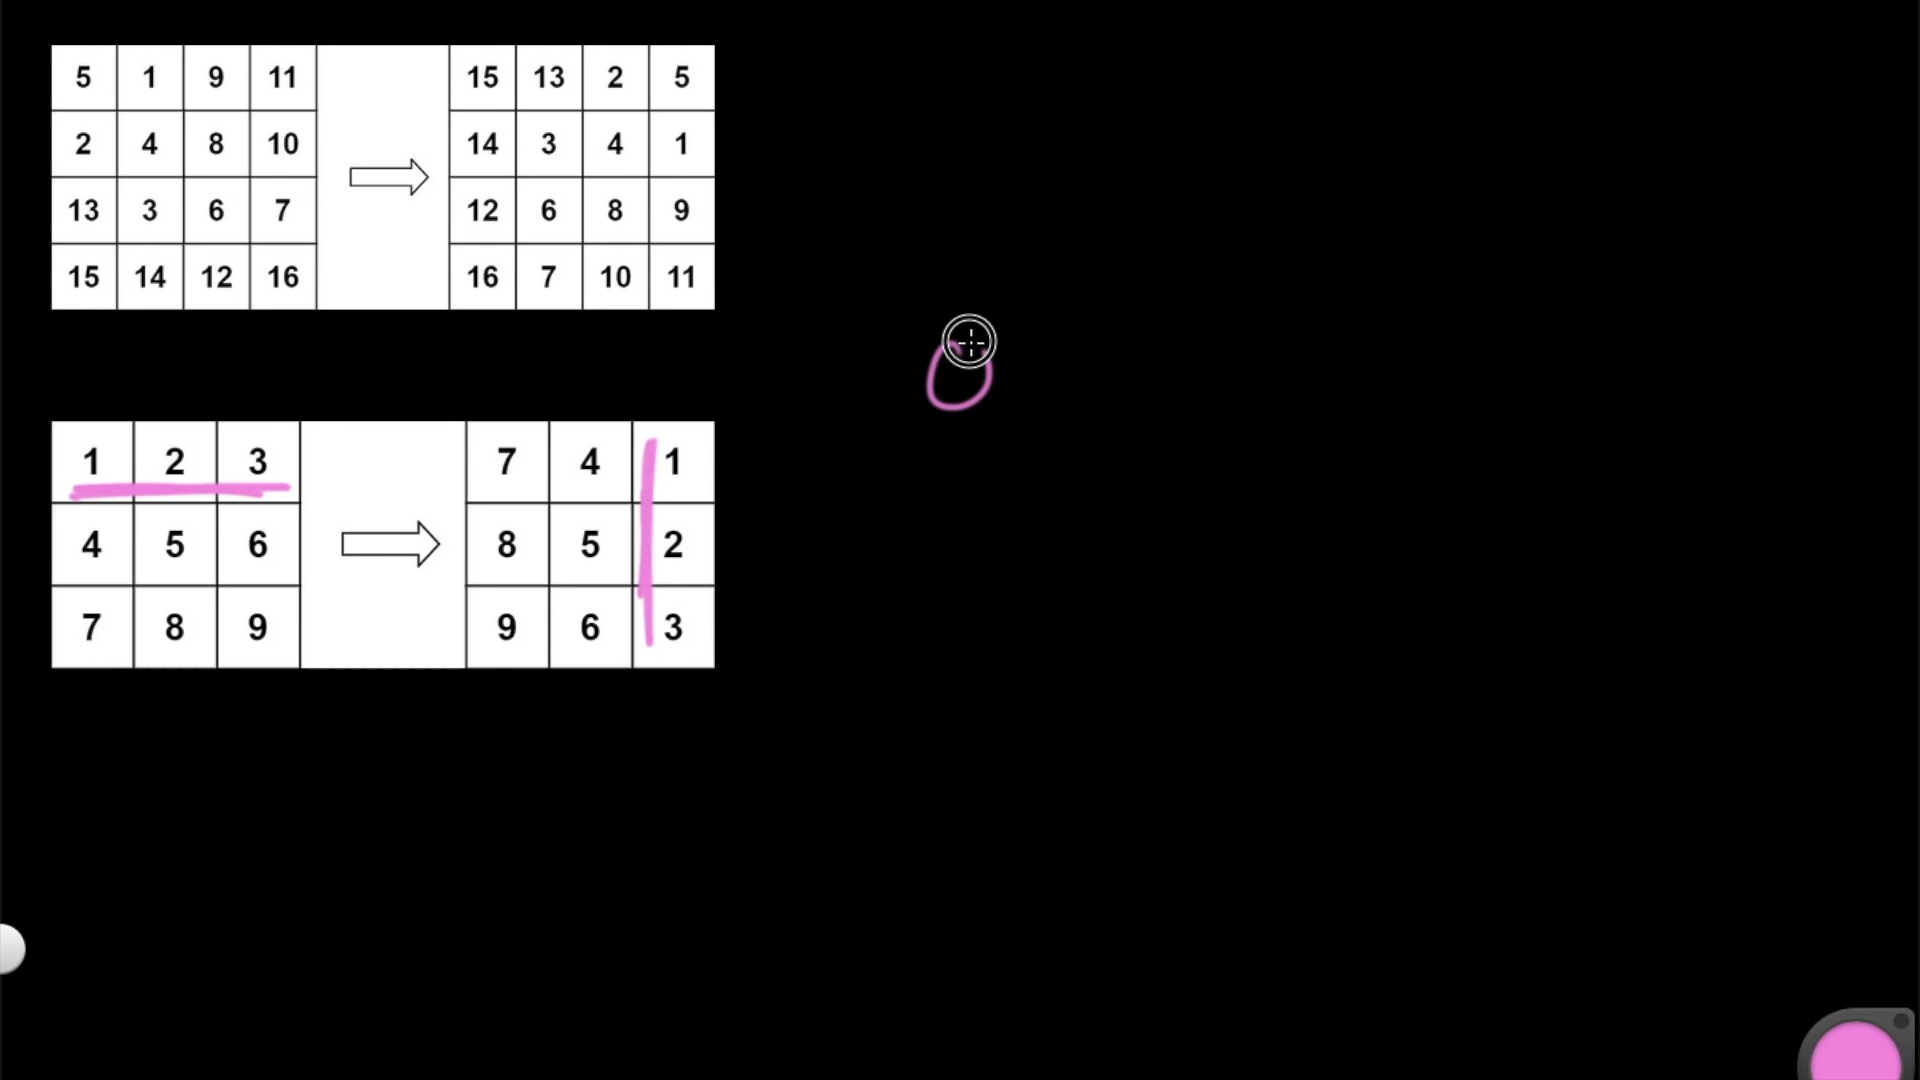 5 1 9 11 15 13 2 5
2 4 8 10 14 3 4 1
13 3 6 7 12 6 8 9
15 14 12 16 16 7 10 11
1 2 3 7 4 1
4 5 6 8 5 2
7 8 9 9 6 3